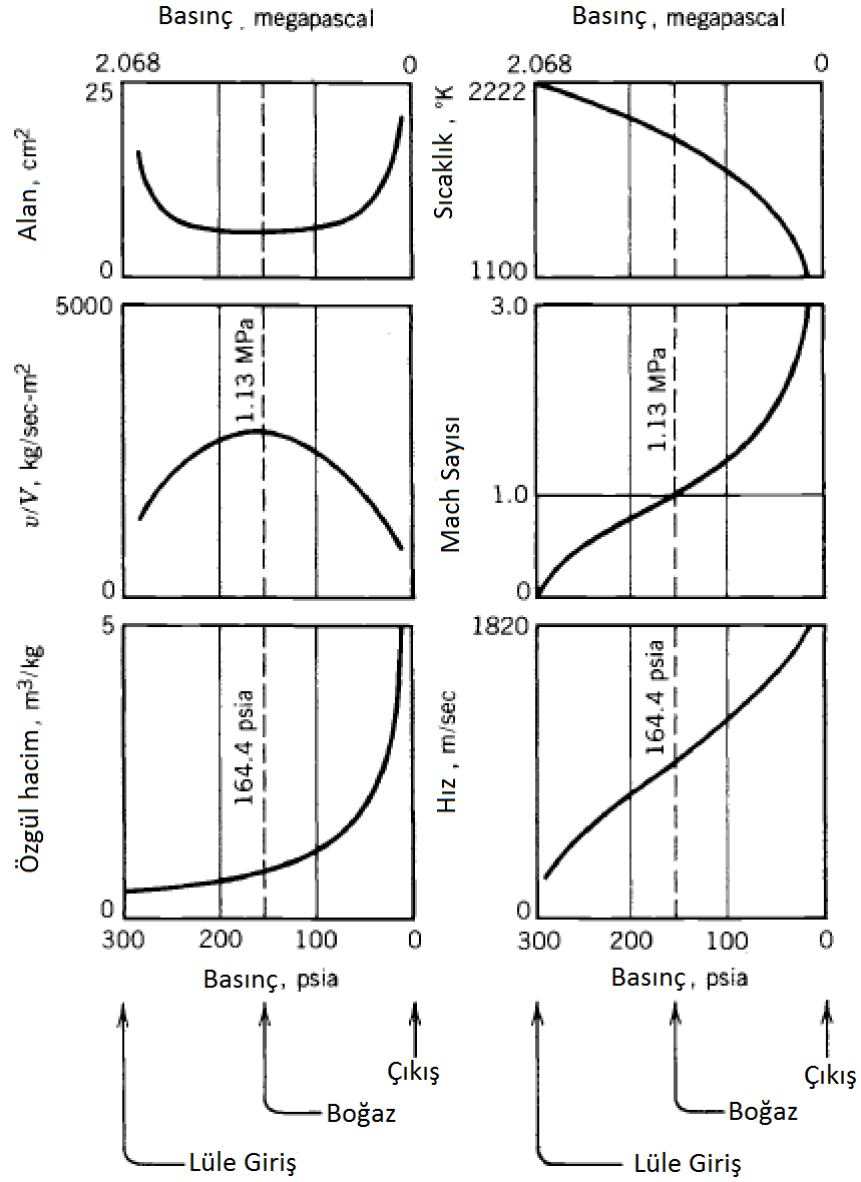 Basınç , megapascal
2.068 0
25
Alan, cm²
0
5000
v/V, kg/sec-m²
1.13 MPa
0
5
Özgül hacim, m³/kg
164.4 psia
0
300 200 100 0
Basınç, psia
Çıkış
Boğaz
Lüle Giriş
Basınç, megapascal
2.068 0
2222
Sıcaklık, °K
1100
3.0
Mach Sayısı
1.13 MPa
1.0
0
1820
Hız, m/sec
164.4 psia
0
300 200 100 0
Basınç, psia
Çıkış
Boğaz
Lüle Giriş